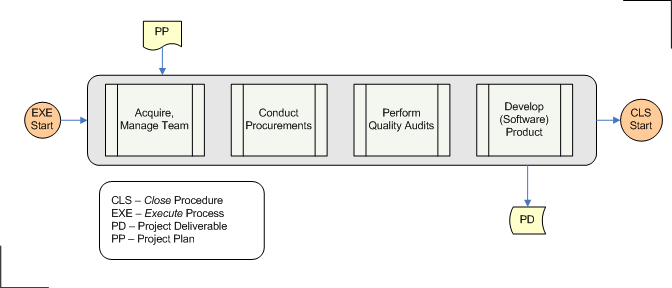 PP
EXE
Start
Acquire,
Manage Team
Conduct
Procurements
Perform
Quality Audits
Develop
(Software)
Product
CLS
Start
CLS – Close Procedure
EXE – Execute Process
PD – Project Deliverable
PP – Project Plan
PD